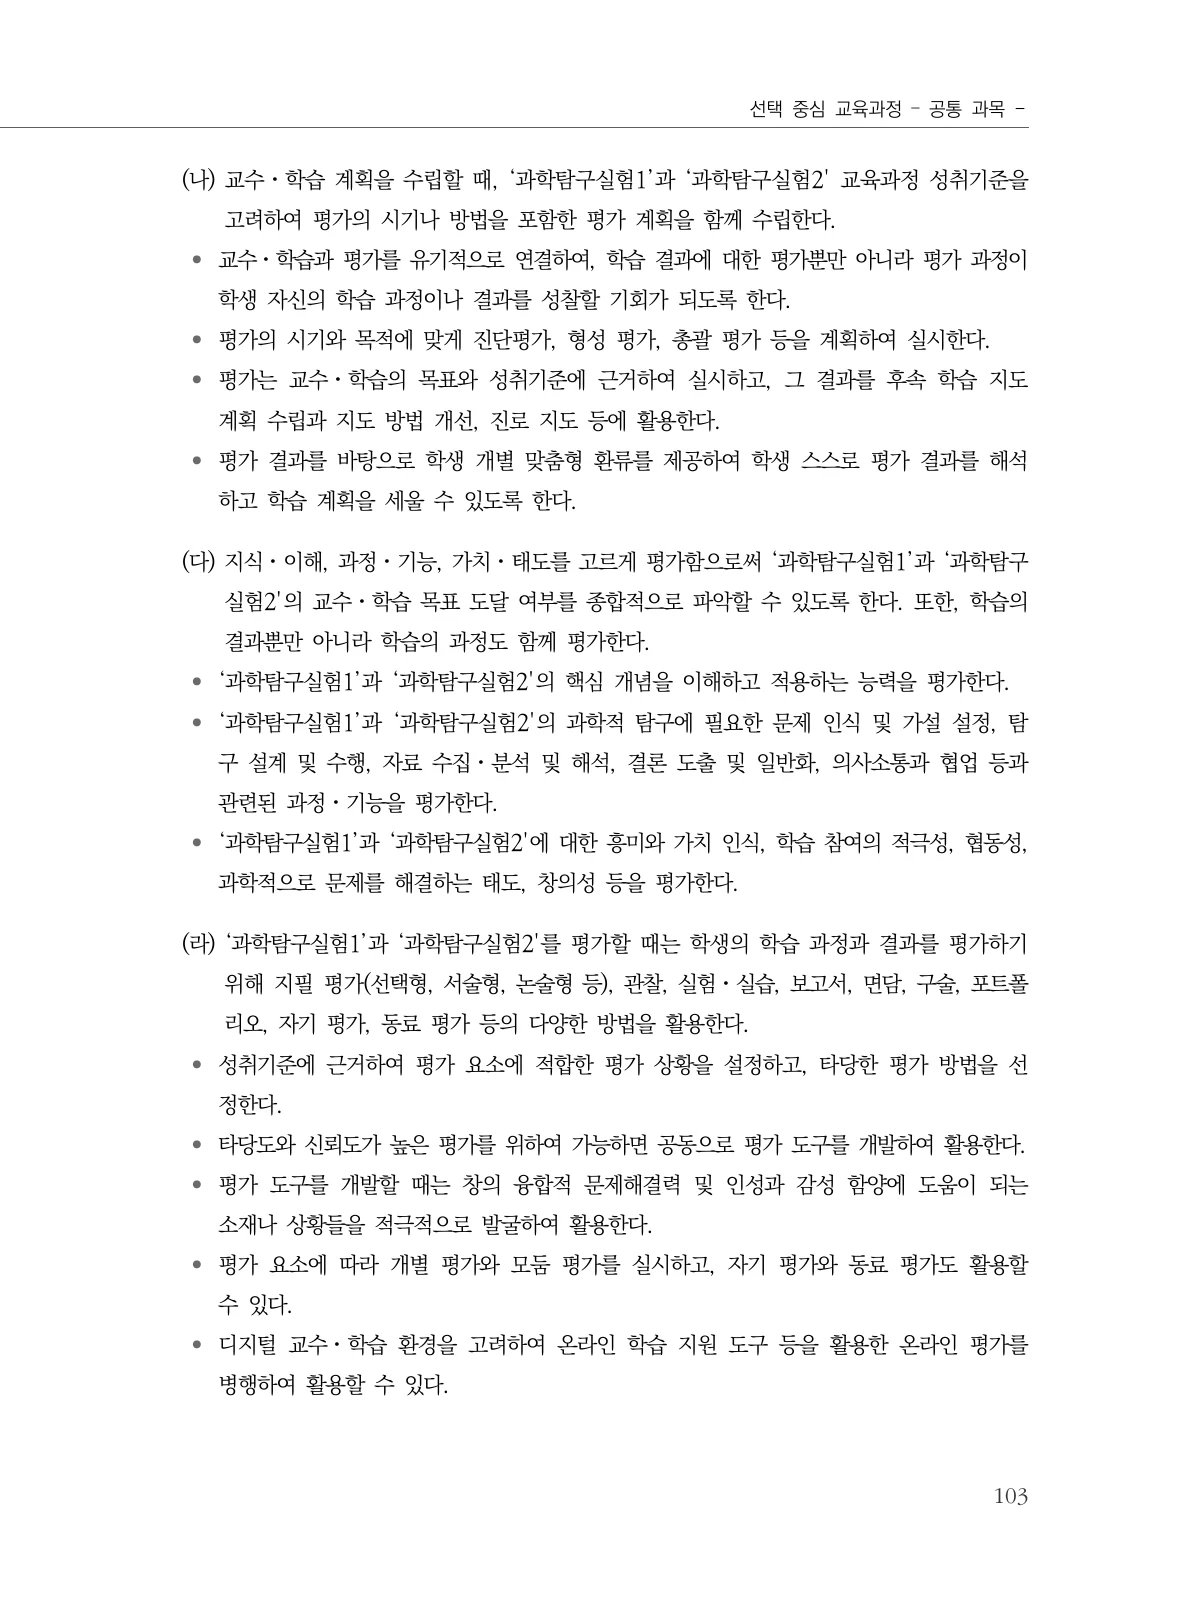 선택 중심 교육과정 - 공통 과목 -
(나) 교수・학습 계획을 수립할 때, ‘과학탐구실험1’과 ‘과학탐구실험2' 교육과정 성취기준을
고려하여 평가의 시기나 방법을 포함한 평가 계획을 함께 수립한다.
● 교수・학습과 평가를 유기적으로 연결하여, 학습 결과에 대한 평가뿐만 아니라 평가 과정이
학생 자신의 학습 과정이나 결과를 성찰할 기회가 되도록 한다.
● 평가의 시기와 목적에 맞게 진단평가, 형성 평가, 총괄 평가 등을 계획하여 실시한다.
● 평가는 교수・학습의 목표와 성취기준에 근거하여 실시하고, 그 결과를 후속 학습 지도
계획 수립과 지도 방법 개선, 진로 지도 등에 활용한다.
● 평가 결과를 바탕으로 학생 개별 맞춤형 환류를 제공하여 학생 스스로 평가 결과를 해석
하고 학습 계획을 세울 수 있도록 한다.
(다) 지식・이해, 과정・기능, 가치・태도를 고르게 평가함으로써 ‘과학탐구실험1’과 ‘과학탐구
실험2'의 교수・학습 목표 도달 여부를 종합적으로 파악할 수 있도록 한다. 또한, 학습의
결과뿐만 아니라 학습의 과정도 함께 평가한다.
● ‘과학탐구실험1’과 ‘과학탐구실험2'의 핵심 개념을 이해하고 적용하는 능력을 평가한다.
● ‘과학탐구실험1’과 ‘과학탐구실험2'의 과학적 탐구에 필요한 문제 인식 및 가설 설정, 탐
구 설계 및 수행, 자료 수집・분석 및 해석, 결론 도출 및 일반화, 의사소통과 협업 등과
관련된 과정・기능을 평가한다.
● ‘과학탐구실험1’과 ‘과학탐구실험2'에 대한 흥미와 가치 인식, 학습 참여의 적극성, 협동성,
과학적으로 문제를 해결하는 태도, 창의성 등을 평가한다.
(라) ‘과학탐구실험1’과 ‘과학탐구실험2'를 평가할 때는 학생의 학습 과정과 결과를 평가하기
위해 지필 평가(선택형, 서술형, 논술형 등), 관찰, 실험・실습, 보고서, 면담, 구술, 포트폴
리오, 자기 평가, 동료 평가 등의 다양한 방법을 활용한다.
● 성취기준에 근거하여 평가 요소에 적합한 평가 상황을 설정하고, 타당한 평가 방법을 선
정한다.
● 타당도와 신뢰도가 높은 평가를 위하여 가능하면 공동으로 평가 도구를 개발하여 활용한다.
● 평가 도구를 개발할 때는 창의 융합적 문제해결력 및 인성과 감성 함양에 도움이 되는
소재나 상황들을 적극적으로 발굴하여 활용한다.
● 평가 요소에 따라 개별 평가와 모둠 평가를 실시하고, 자기 평가와 동료 평가도 활용할
수 있다.
● 디지털 교수・학습 환경을 고려하여 온라인 학습 지원 도구 등을 활용한 온라인 평가를
병행하여 활용할 수 있다.
103